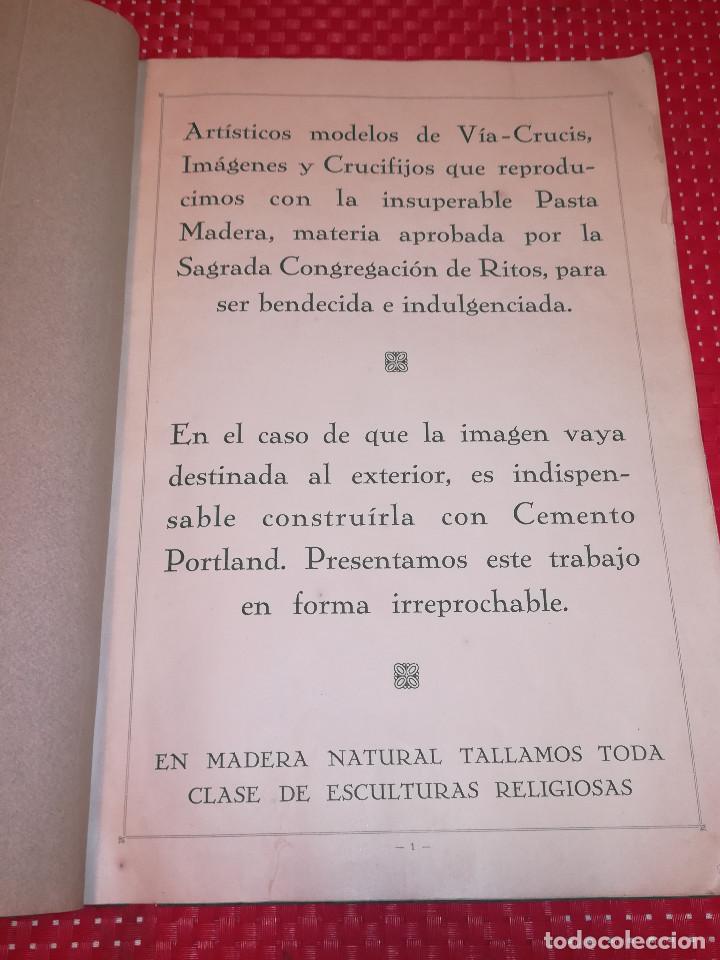 Artísticos modelos de Vía-Crucis,
Imágenes y Crucifijos que reprodu-
cimos con la insuperable Pasta
Madera, materia aprobada por la
Sagrada Congregación de Ritos, para
ser bendecida e indulgenciada.
En el caso de que la imagen vaya
destinada al exterior, es indispen-
sable construírla con Cemento
Portland. Presentamos este trabajo
en forma irreprochable.
EN MADERA NATURAL TALLAMOS TODA
CLASE DE ESCULTURAS RELIGIOSAS
— 1 —
todocoleccion